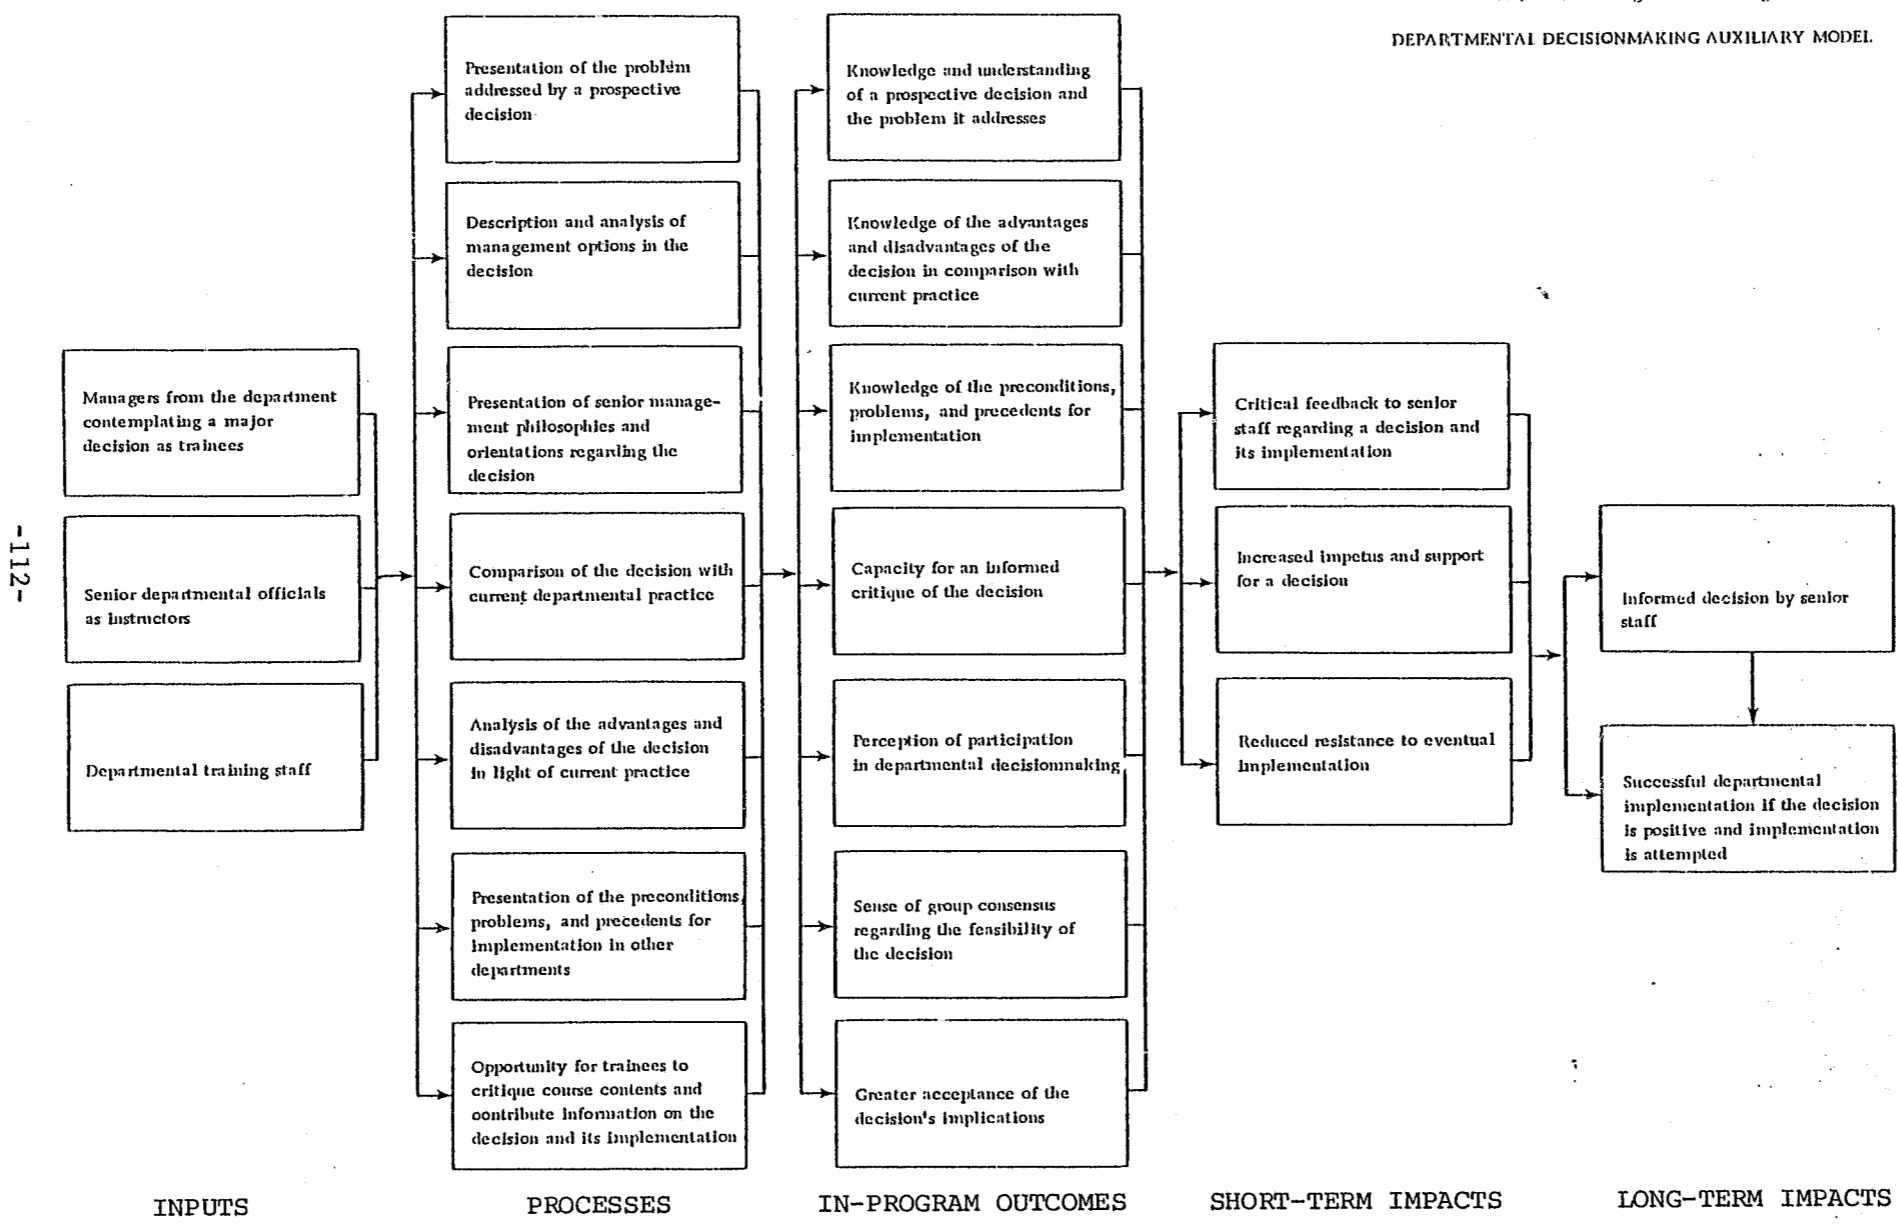 DEPARTMENTAL DECISIONMAKING AUXILIARY MODEL
Managers from the department
contemplating a major
decision as trainees
Senior departmental officials
as instructors
Departmental training staff
Presentation of the problem
addressed by a prospective
decision
Description and analysis of
management options in the
decision
Presentation of senior manage-
ment philosophies and
orientations regarding the
decision
Comparison of the decision with
current departmental practice
Analysis of the advantages and
disadvantages of the decision
in light of current practice
Presentation of the preconditions,
problems, and precedents for
implementation in other
departments
Opportunity for trainees to
critique course contents and
contribute information on the
decision and its implementation
Knowledge and understanding
of a prospective decision and
the problem it addresses
Knowledge of the advantages
and disadvantages of the
decision in comparison with
current practice
Knowledge of the preconditions,
problems, and precedents for
implementation
Capacity for an informed
critique of the decision
Perception of participation
in departmental decisionmaking
Sense of group consensus
regarding the feasibility of
the decision
Greater acceptance of the
decision's implications
Critical feedback to senior
staff regarding a decision and
its implementation
Increased impetus and support
for a decision
Reduced resistance to eventual
implementation
Informed decision by senior
staff
Successful departmental
implementation if the decision
is positive and implementation
is attempted
INPUTS
PROCESSES
IN-PROGRAM OUTCOMES
SHORT-TERM IMPACTS
LONG-TERM IMPACTS
-112-